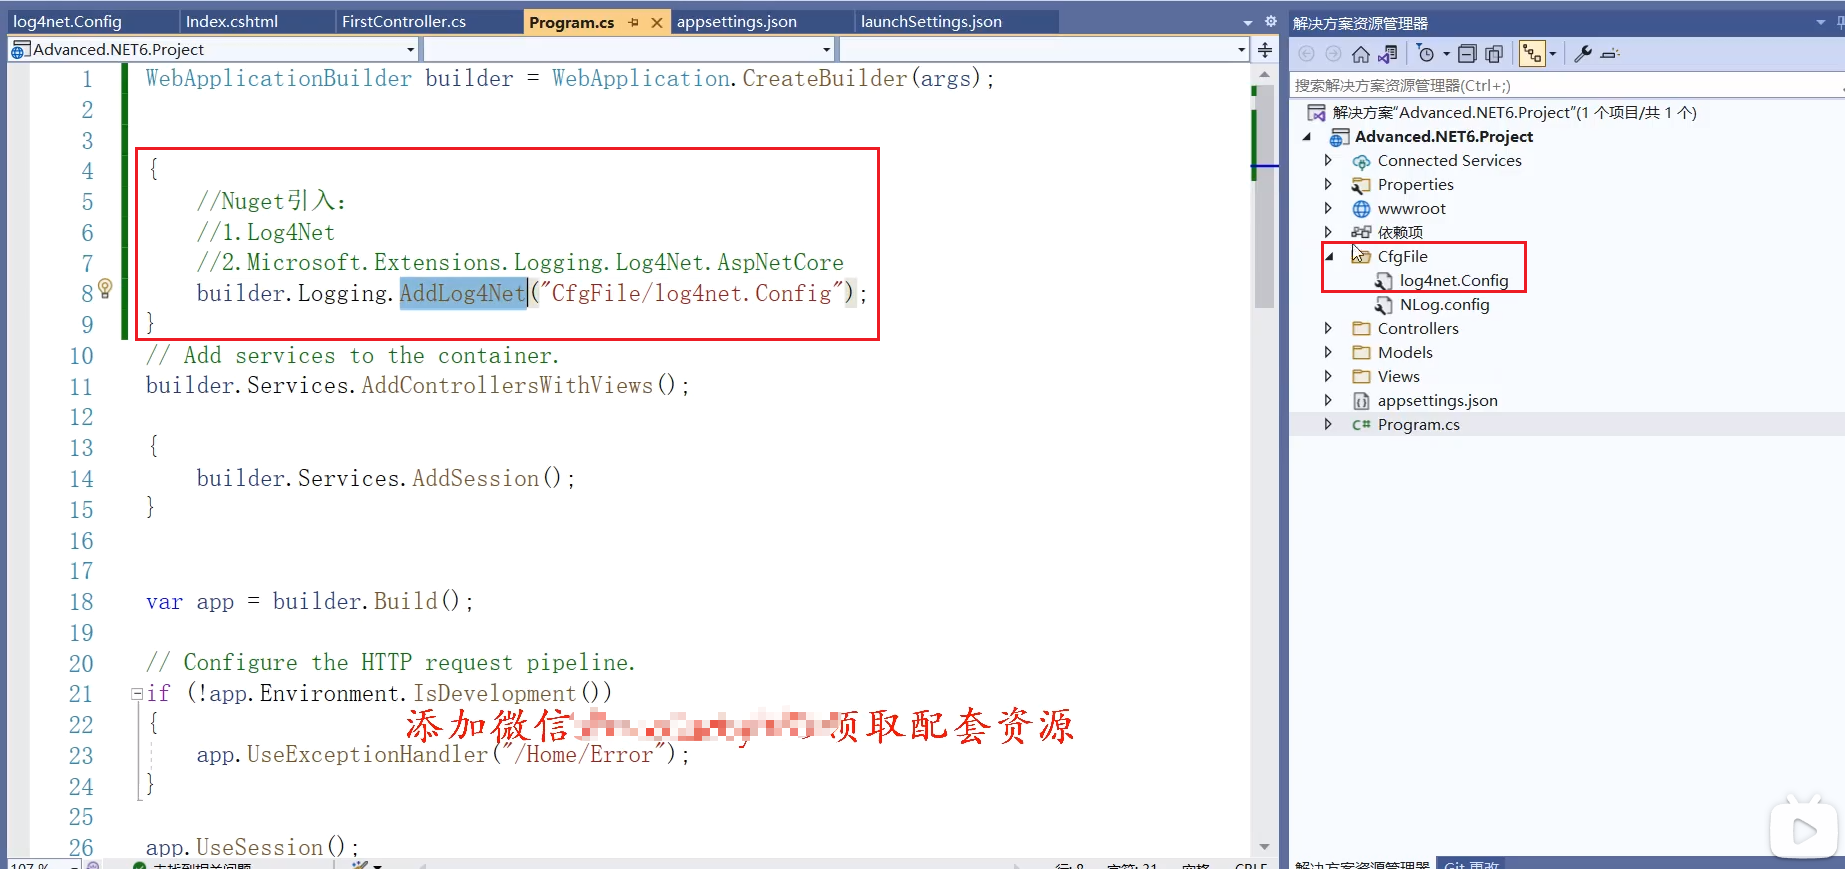 log4net.Config Index.cshtml FirstController.cs Program.cs appsettings.json launchSettings.json
Advanced.NET6.Project
1 WebApplicationBuilder builder = WebApplication.CreateBuilder(args);
2
3
4 {
5 //Nuget引入:
6 //1.Log4Net
7 //2.Microsoft.Extensions.Logging.Log4Net.AspNetCore
8 builder.Logging.AddLog4Net("CfgFile/log4net.Config");
9 }
10 // Add services to the container.
11 builder.Services.AddControllersWithViews();
12
13 {
14 builder.Services.AddSession();
15 }
16
17
18 var app = builder.Build();
19
20 // Configure the HTTP request pipeline.
21 if (!app.Environment.IsDevelopment())
22 {
添加微信 领取配套资源
23 app.UseExceptionHandler("/Home/Error");
24 }
25
26 app.UseSession();
107 % 未找到相关问题 行: 8 字符: 31 空格 CRLF
解决方案资源管理器
搜索解决方案资源管理器(Ctrl+;)
解决方案"Advanced.NET6.Project"(1 个项目/共 1 个)
Advanced.NET6.Project
Connected Services
Properties
wwwroot
依赖项
CfgFile
log4net.Config
NLog.config
Controllers
Models
Views
appsettings.json
C# Program.cs
解决方案资源管理器 Git 更改